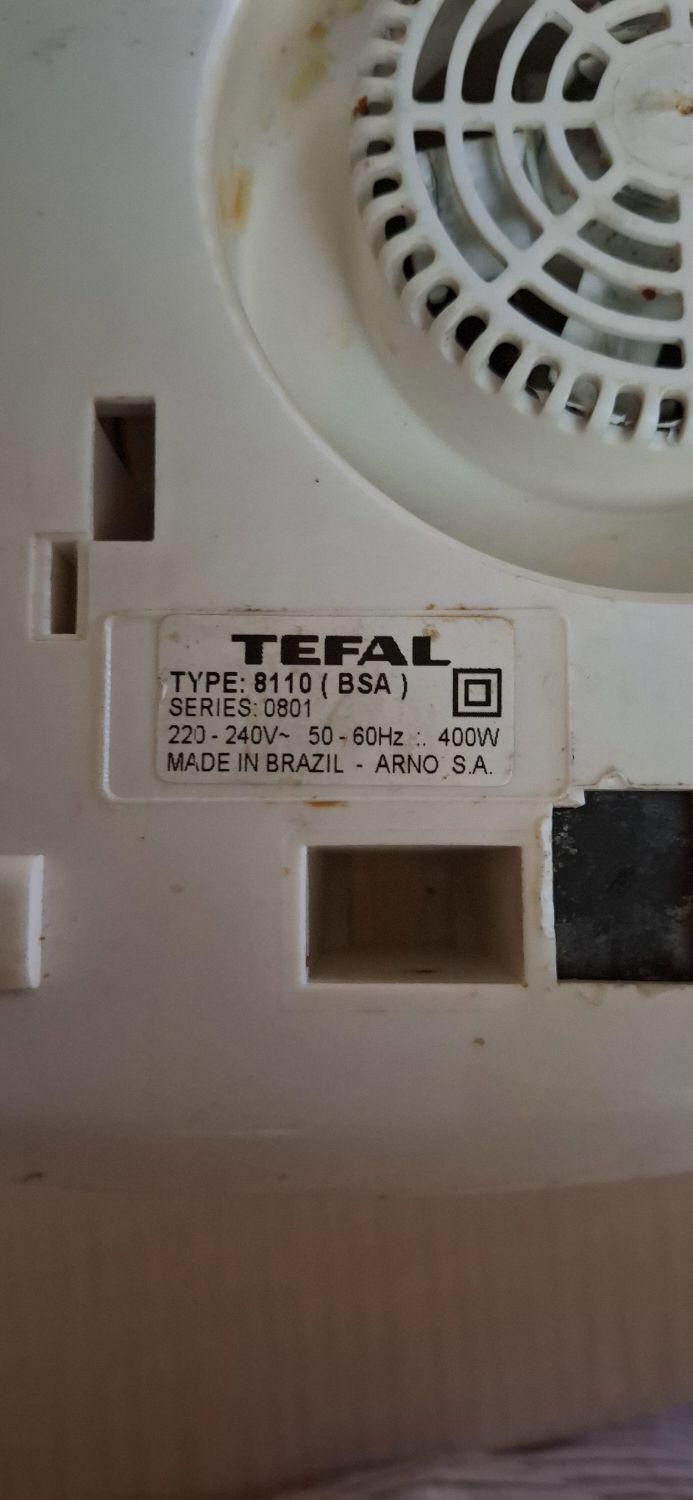 TEFAL
TYPE: 8110 ( BSA )
SERIES: 0801
220 - 240V~ 50 - 60Hz :. 400W
MADE IN BRAZIL - ARNO S.A.